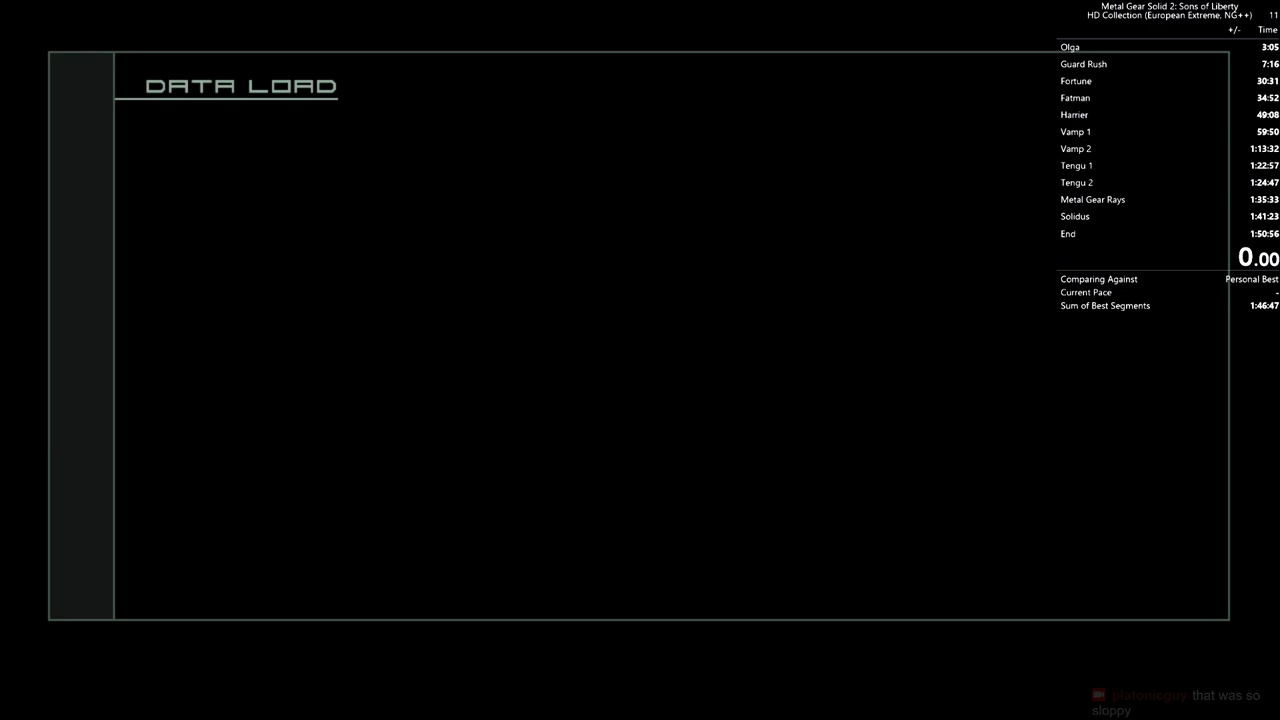 Metal Gear Solid 2: Sons of Liberty
HD Collection (European Extreme, NG++) 11
+/- Time
Olga 3:05
Guard Rush 7:16
Fortune 30:31
Fatman 34:52
Harrier 49:08
Vamp 1 59:50
Vamp 2 1:13:32
Tengu 1 1:22:57
Tengu 2 1:24:47
Metal Gear Rays 1:35:33
Solidus 1:41:23
End 1:50:56
0.00
Comparing Against Personal Best
Current Pace -
Sum of Best Segments 1:46:47
DATA LOAD
platonicguy that was so
sloppy